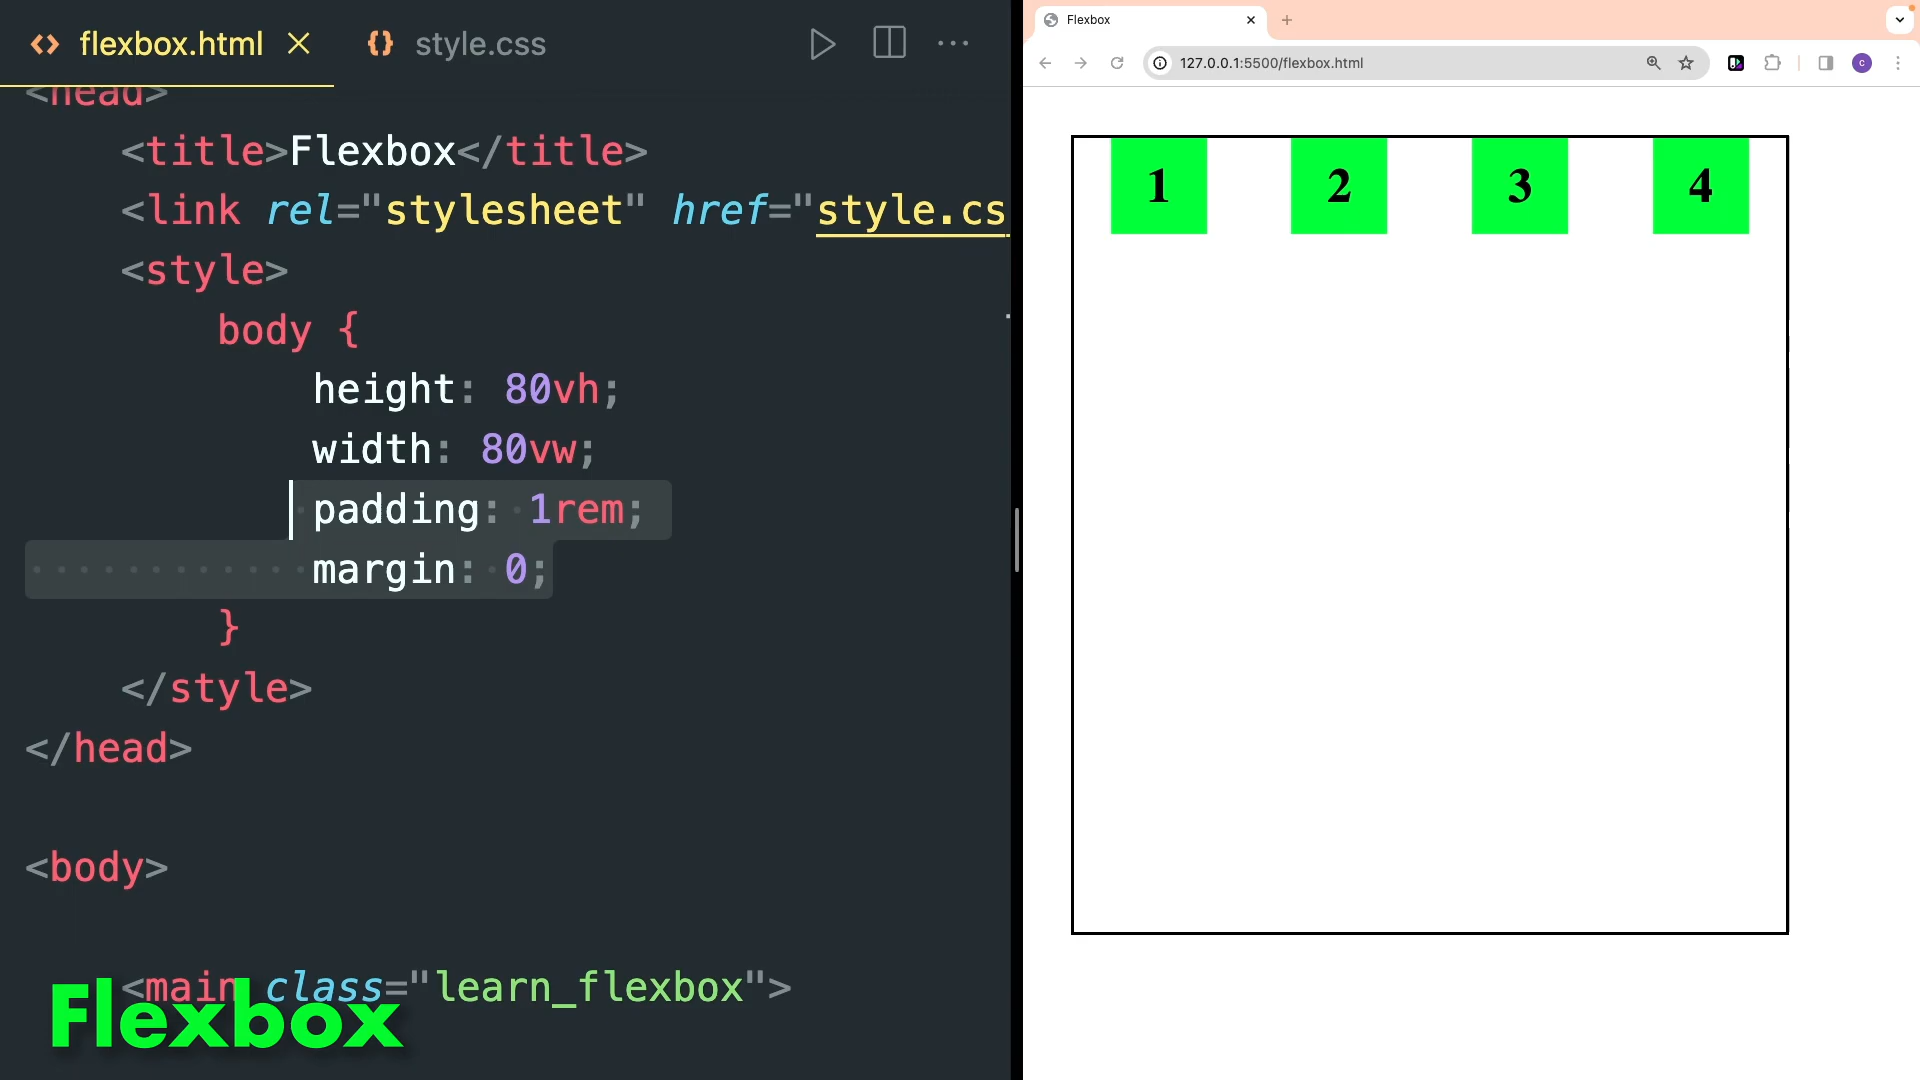 flexbox.html
style.css
<head>
<title>Flexbox</title>
<link rel="stylesheet" href="style.cs
<style>
body {
height: 80vh;
width: 80vw;
padding: 1rem;
margin: 0;
}
</style>
</head>
<body>
<main class="learn_flexbox">
Flexbox
Flexbox
127.0.0.1:5500/flexbox.html
c
1 2 3 4